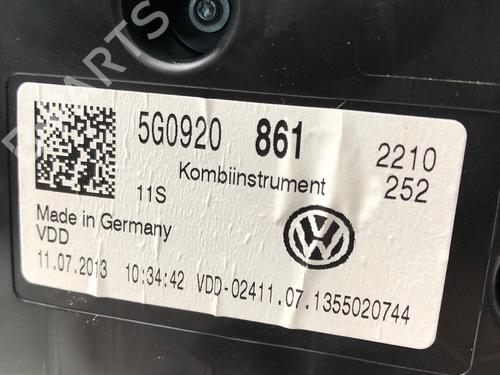 5G0920 861 2210
Kombiinstrument 252
11S
Made in Germany
VDD
11.07.2013 10:34:42 VDD-02411.07.1355020744